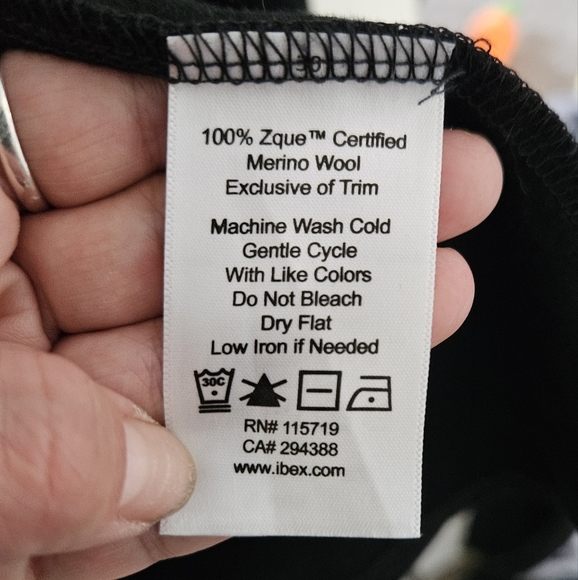 100% Zque™ Certified
Merino Wool
Exclusive of Trim
Machine Wash Cold
Gentle Cycle
With Like Colors
Do Not Bleach
Dry Flat
Low Iron if Needed
30C
RN# 115719
CA# 294388
www.ibex.com